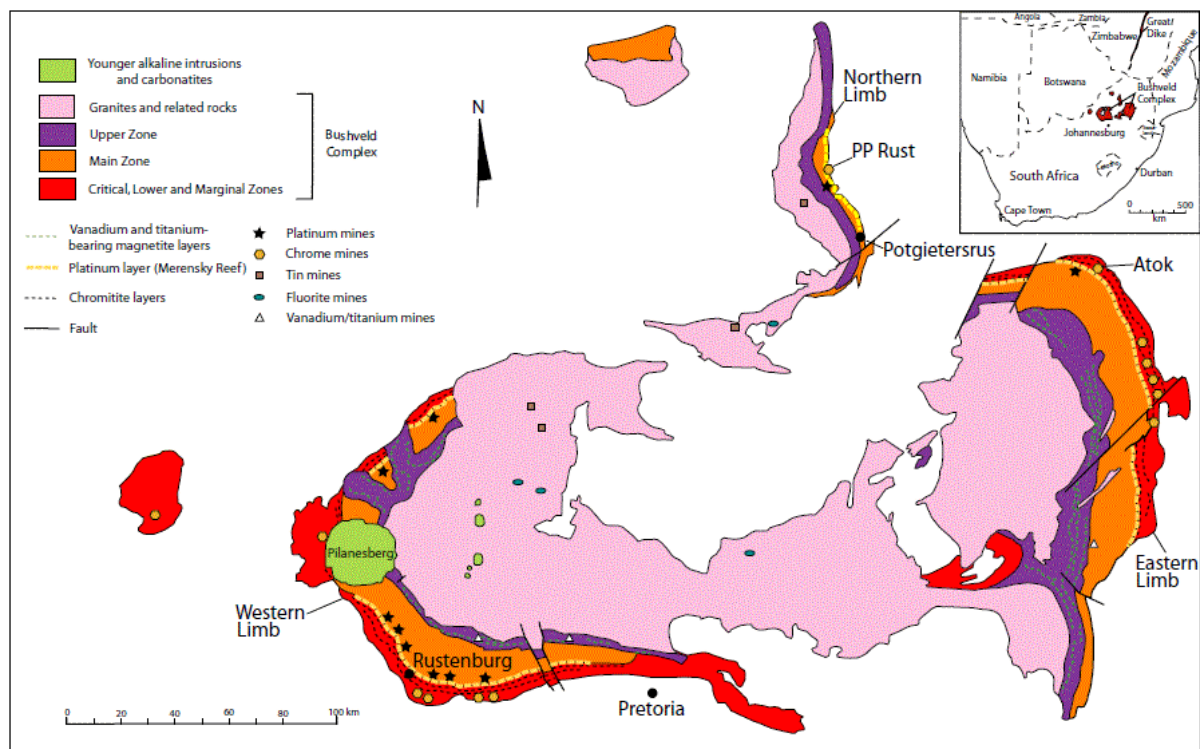 Younger alkaline intrusions
and carbonatites
Granites and related rocks
Upper Zone
Main Zone
Critical, Lower and Marginal Zones
Bushveld
Complex
Vanadium and titanium-
bearing magnetite layers
Platinum layer (Merensky Reef)
Chromitite layers
Fault
Platinum mines
Chrome mines
Tin mines
Fluorite mines
Vanadium/titanium mines
N
Northern
Limb
PP Rust
Potgietersrus
Angola
Zambia
Zimbabwe
Great
Dike
Mozambique
Namibia
Botswana
Bushveld
Complex
Johannesburg
South Africa
Durban
Cape Town
0
500
km
Atok
Eastern
Limb
Pilanesberg
Western
Limb
Rustenburg
Pretoria
0
20
40
60
80
100 km